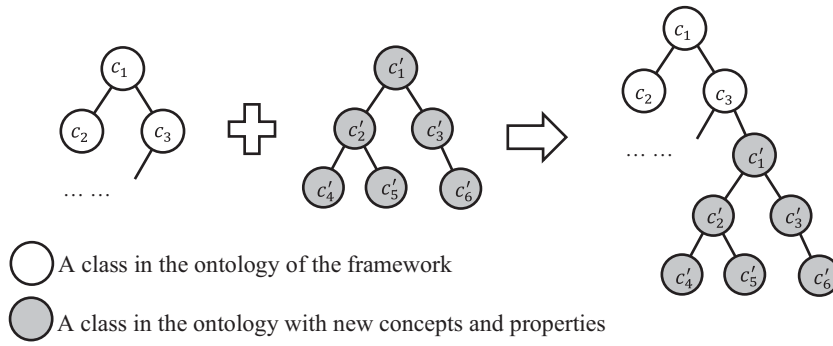 c₁
c₂ c₃
... ...
c′₁
c′₂ c′₃
c′₄ c′₅ c′₆
c₁
c₂ c₃
... ...
c′₁
c′₂ c′₃
c′₄ c′₅ c′₆
A class in the ontology of the framework
A class in the ontology with new concepts and properties